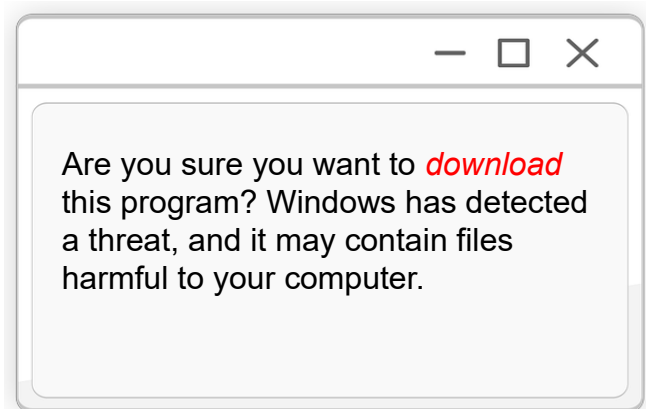 Are you sure you want to download
this program? Windows has detected
a threat, and it may contain files
harmful to your computer.